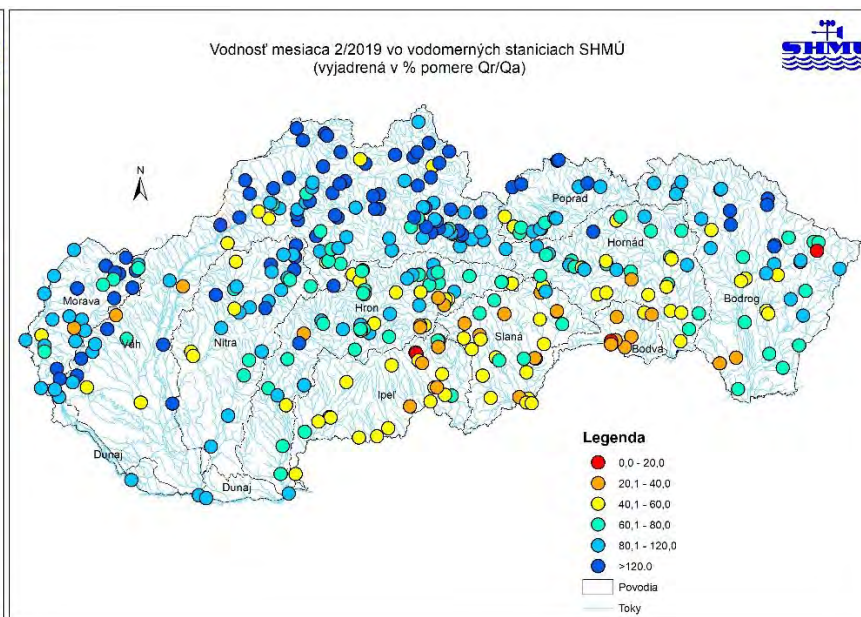 Vodnosť mesiaca 2/2019 vo vodomerných staniciach SHMÚ
(vyjadrená v % pomere Qr/Qa)
SHMÚ
N
Poprad
Hornád
Morava
Bodrog
Hron
Váh
Nitra
Slaná
Bodva
Ipeľ
Dunaj
Dunaj
Legenda
0,0 - 20,0
20,1 - 40,0
40,1 - 60,0
60,1 - 80,0
80,1 - 120,0
>120.0
Povodia
Toky